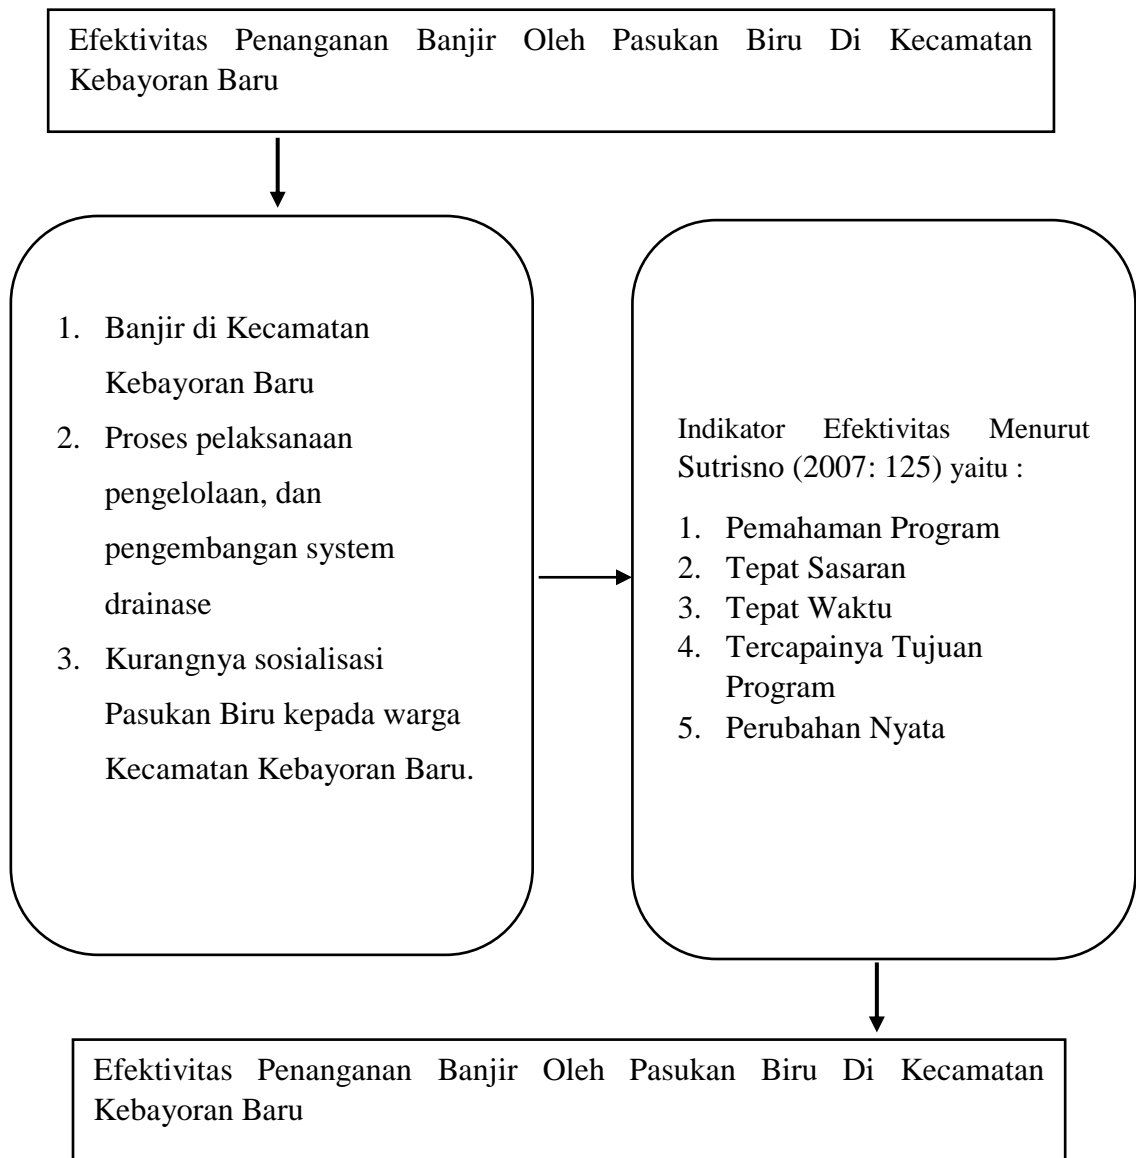 Efektivitas Penanganan Banjir Oleh Pasukan Biru Di Kecamatan
Kebayoran Baru
1. Banjir di Kecamatan
Kebayoran Baru
2. Proses pelaksanaan
pengelolaan, dan
pengembangan system
drainase
3. Kurangnya sosialisasi
Pasukan Biru kepada warga
Kecamatan Kebayoran Baru.
Indikator Efektivitas Menurut
Sutrisno (2007: 125) yaitu :
1. Pemahaman Program
2. Tepat Sasaran
3. Tepat Waktu
4. Tercapainya Tujuan
Program
5. Perubahan Nyata
Efektivitas Penanganan Banjir Oleh Pasukan Biru Di Kecamatan
Kebayoran Baru